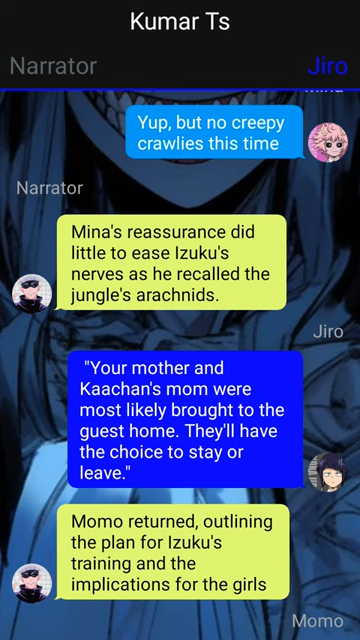 Kumar Ts
Narrator
Jiro
Mina
Yup, but no creepy
crawlies this time
Narrator
Mina's reassurance did
little to ease Izuku's
nerves as he recalled the
jungle's arachnids.
Jiro
"Your mother and
Kaachan's mom were
most likely brought to the
guest home. They'll have
the choice to stay or
leave."
Momo returned, outlining
the plan for Izuku's
training and the
implications for the girls
Momo